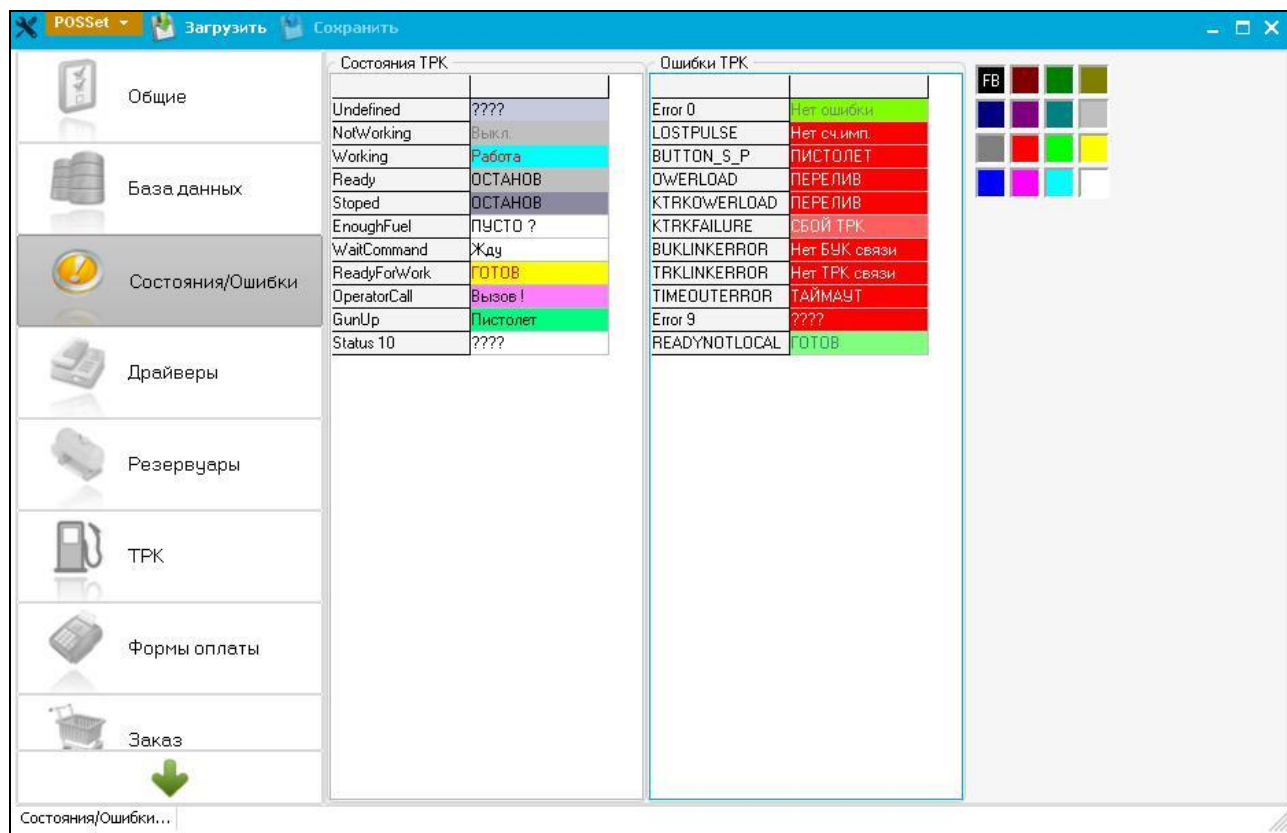 POSSet Загрузить Сохранить
Общие
База данных
Состояния/Ошибки
Драйверы
Резервуары
ТРК
Формы оплаты
Заказ
Состояния ТРК
Undefined ????
NotWorking Выкл.
Working Работа
Ready ОСТАНОВ
Stoped ОСТАНОВ
EnoughFuel ПУСТО ?
WaitCommand Жду
ReadyForWork ГОТОВ
OperatorCall Вызов !
GunUp Пистолет
Status 10 ????
Ошибки ТРК
Error 0 Нет ошибки
LOSTPULSE Нет сч.имп.
BUTTON_S_P ПИСТОЛЕТ
OWERLOAD ПЕРЕЛИВ
KTRKOWERLOAD ПЕРЕЛИВ
KTRKFAILURE СБОЙ ТРК
BUKLINKERROR Нет БУК связи
TRKLINKERROR Нет ТРК связи
TIMEOUTERROR ТАЙМАУТ
Error 9 ????
READYNOTLOCAL ГОТОВ
FB
Состояния/Ошибки...